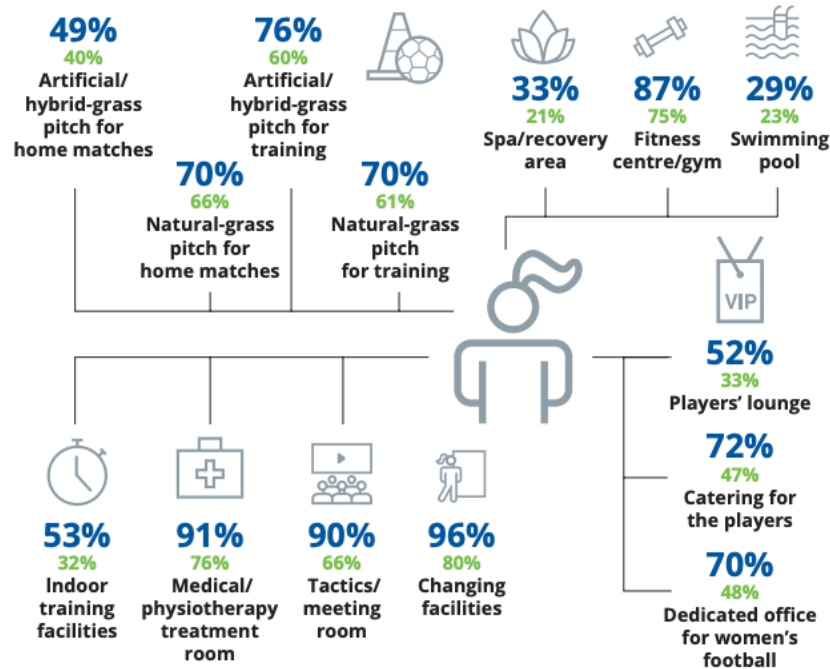 49%
40%
Artificial/
hybrid-grass
pitch for
home matches
76%
60%
Artificial/
hybrid-grass
pitch for
training
70%
66%
Natural-grass
pitch for
home matches
70%
61%
Natural-grass
pitch
for training
33%
21%
Spa/recovery
area
87%
75%
Fitness
centre/gym
29%
23%
Swimming
pool
VIP
52%
33%
Players’ lounge
72%
47%
Catering for
the players
70%
48%
Dedicated office
for women’s
football
53%
32%
Indoor
training
facilities
91%
76%
Medical/
physiotherapy
treatment
room
90%
66%
Tactics/
meeting
room
96%
80%
Changing
facilities